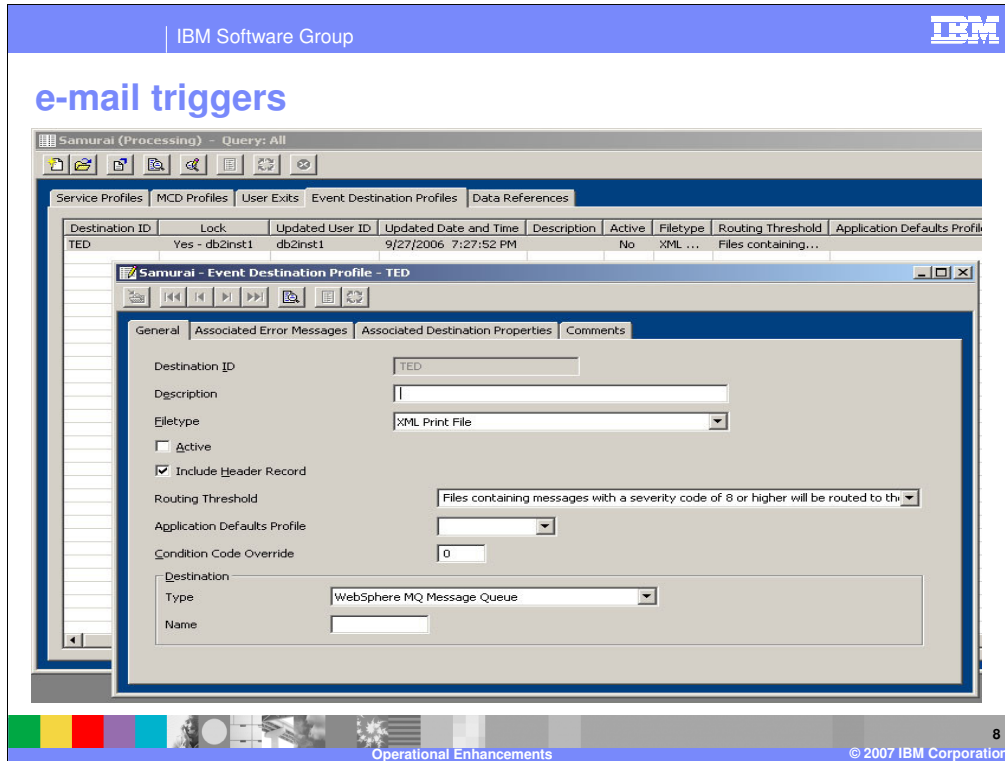 IBM Software Group
IBM
e-mail triggers
Samurai (Processing) - Query: All
Service Profiles MCD Profiles User Exits Event Destination Profiles Data References
Destination ID Lock Updated User ID Updated Date and Time Description Active Filetype Routing Threshold Application Defaults
TED Yes - db2inst1 db2inst1 9/27/2006 7:27:52 PM No XML ... Files containing...
Samurai - Event Destination Profile - TED
General Associated Error Messages Associated Destination Properties Comments
Destination ID TED
Description
Filetype XML Print File
Active
Include Header Record
Routing Threshold Files containing messages with a severity code of 8 or higher will be routed to
Application Defaults Profile
Condition Code Override 0
Destination
Type WebSphere MQ Message Queue
Name
8
Operational Enhancements © 2007 IBM Corporation